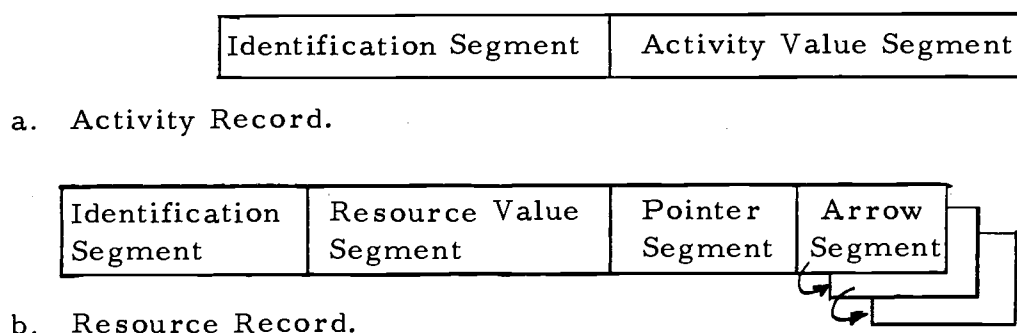 Identification Segment Activity Value Segment
a. Activity Record.
Identification Resource Value Pointer Arrow
Segment Segment Segment Segment
b. Resource Record.